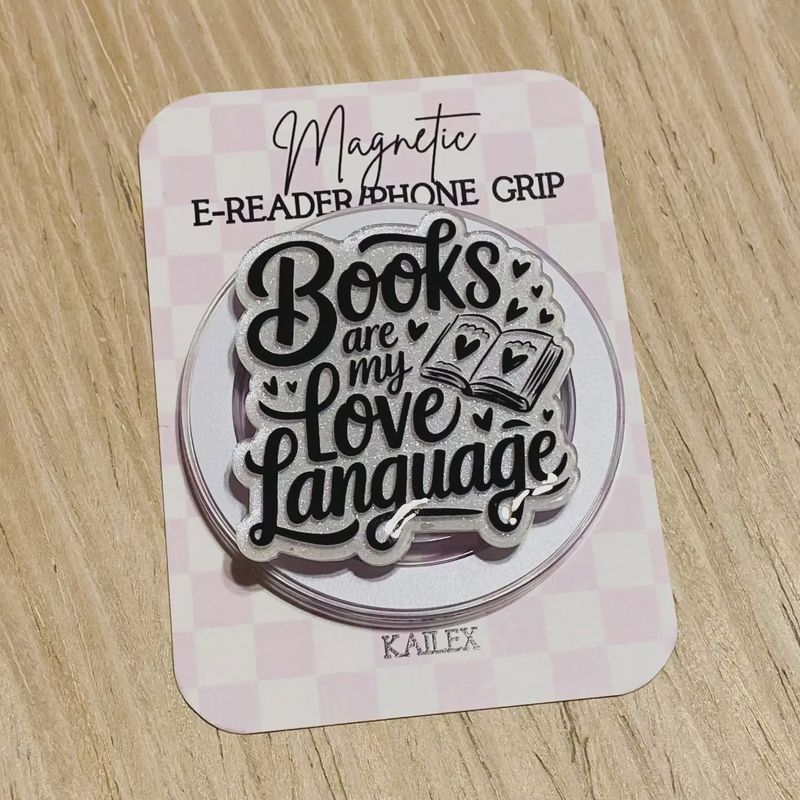 Magnetic
E-READER/PHONE GRIP
Books
are
my
Love
Language
KAILEX